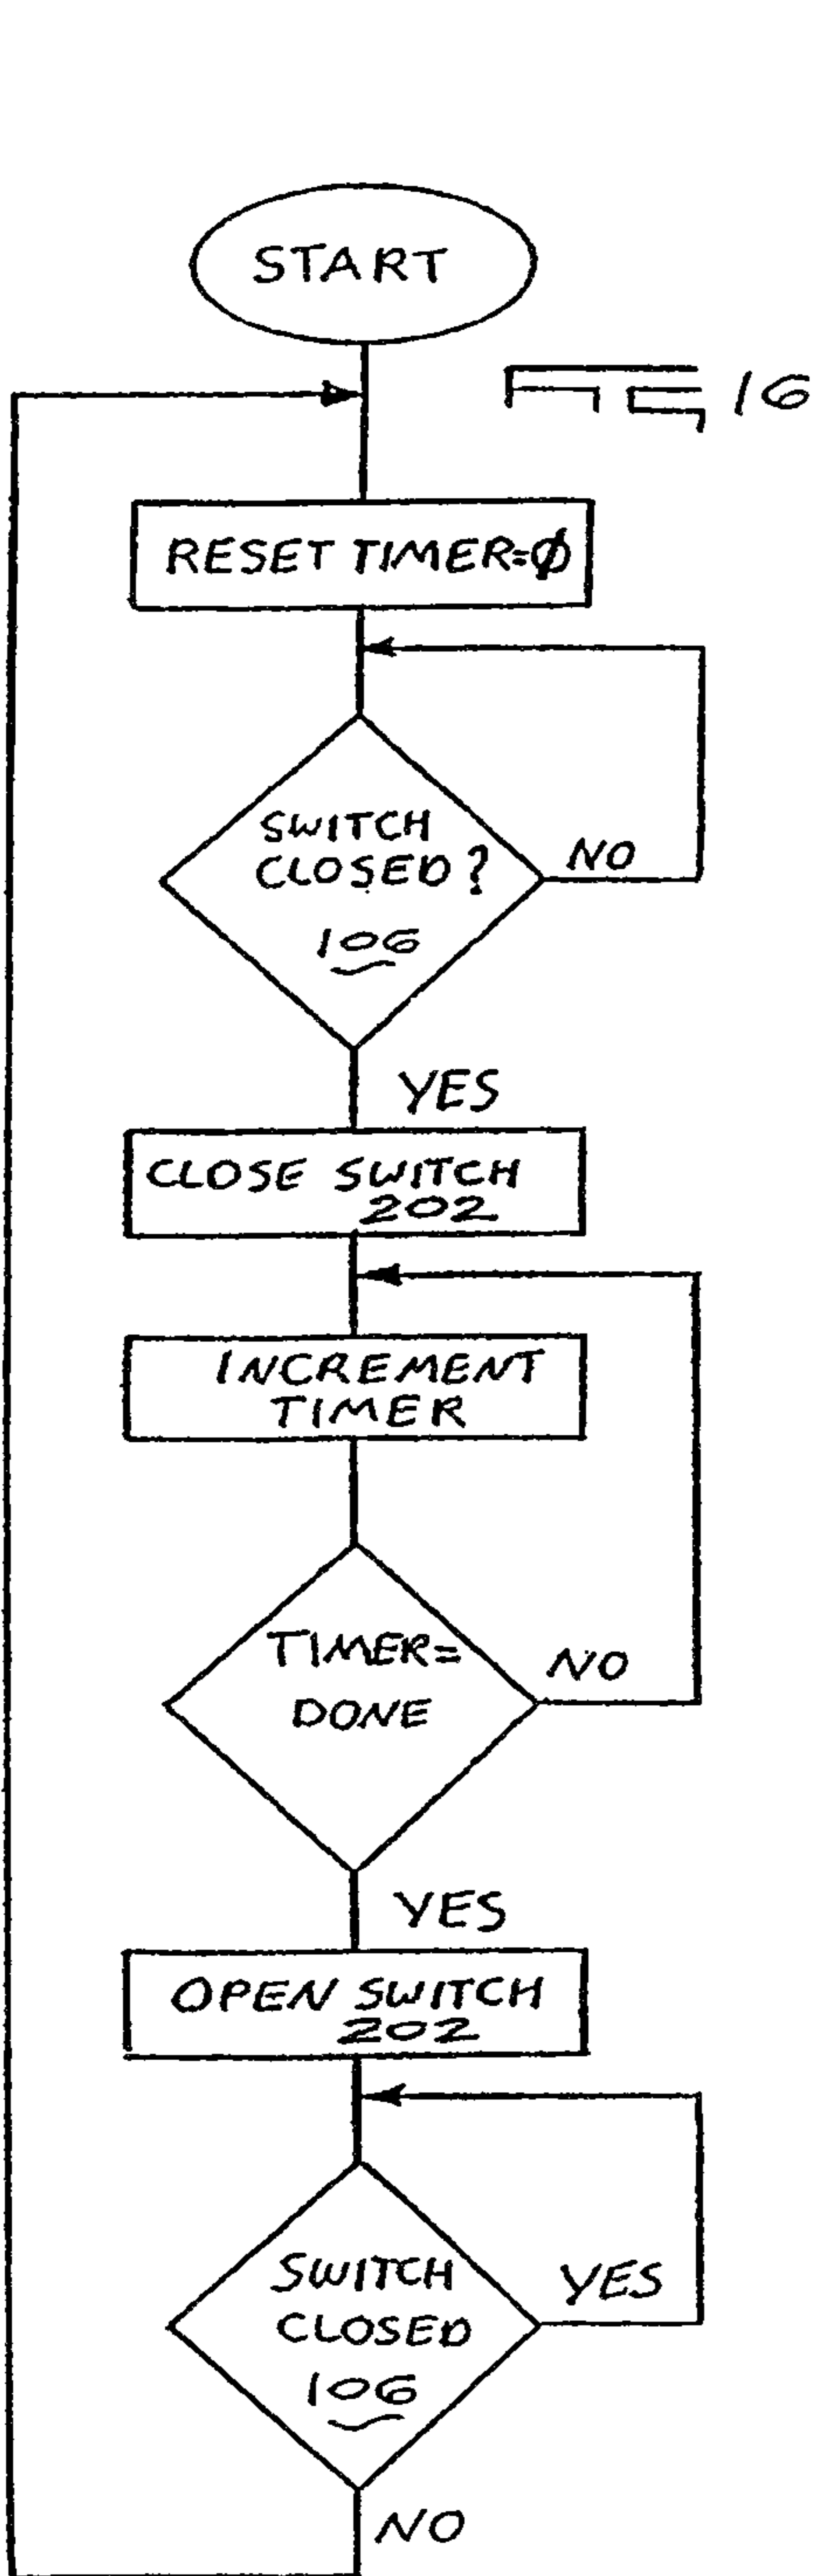 START
FIG 16
RESET TIMER=Ø
SWITCH
CLOSED?
NO
106
YES
CLOSE SWITCH
202
INCREMENT
TIMER
TIMER=
DONE
NO
YES
OPEN SWITCH
202
SWITCH
CLOSED
YES
106
NO